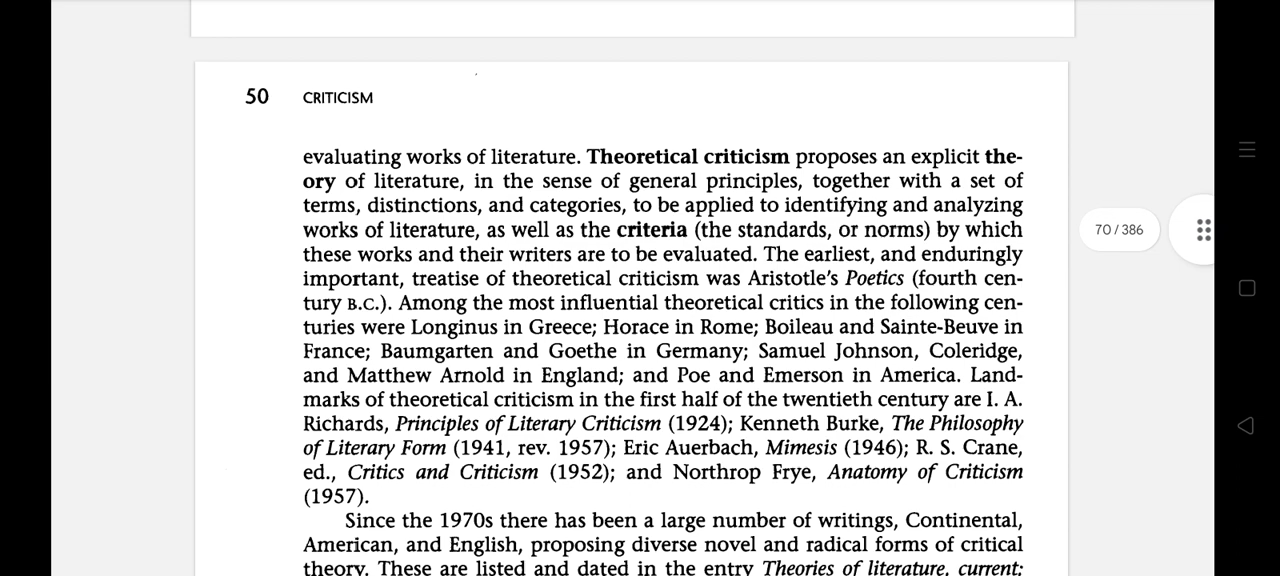 50 CRITICISM
evaluating works of literature. Theoretical criticism proposes an explicit the-
ory of literature, in the sense of general principles, together with a set of
terms, distinctions, and categories, to be applied to identifying and analyzing
works of literature, as well as the criteria (the standards, or norms) by which
these works and their writers are to be evaluated. The earliest, and enduringly
important, treatise of theoretical criticism was Aristotle's Poetics (fourth cen-
tury B.C.). Among the most influential theoretical critics in the following cen-
turies were Longinus in Greece; Horace in Rome; Boileau and Sainte-Beuve in
France; Baumgarten and Goethe in Germany; Samuel Johnson, Coleridge,
and Matthew Arnold in England; and Poe and Emerson in America. Land-
marks of theoretical criticism in the first half of the twentieth century are I. A.
Richards, Principles of Literary Criticism (1924); Kenneth Burke, The Philosophy
of Literary Form (1941, rev. 1957); Eric Auerbach, Mimesis (1946); R. S. Crane,
ed., Critics and Criticism (1952); and Northrop Frye, Anatomy of Criticism
(1957).
Since the 1970s there has been a large number of writings, Continental,
American, and English, proposing diverse novel and radical forms of critical
theory. These are listed and dated in the entry Theories of literature, current;
70 / 386